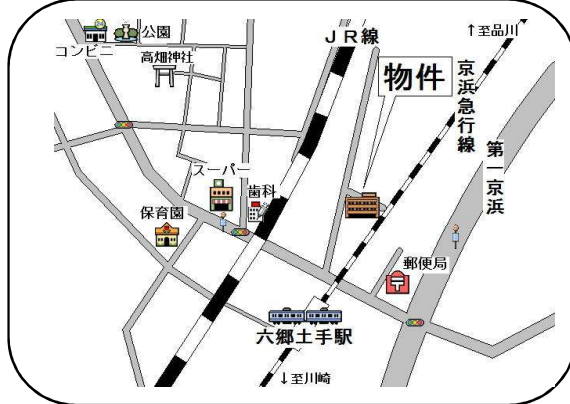 ＪＲ線
↑至品川
公園
コンビニ
高畑神社
物件
京浜急行線
第一京浜
スーパー
歯科
保育園
郵便局
六郷土手駅
↓至川崎